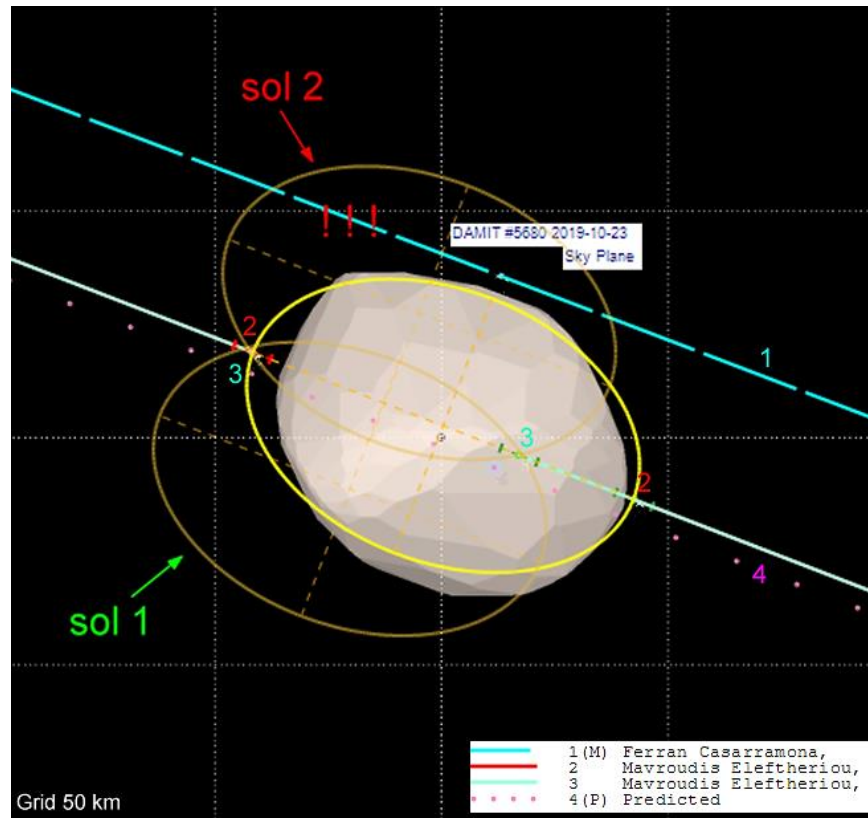 sol 2
! ! !
DAMIT #5680 2019-10-23
Sky Plane
2
3
1
3
2
4
sol 1
1(M) Ferran Casarramona,
2 Mavroudis Eleftheriou,
3 Mavroudis Eleftheriou,
4(P) Predicted
Grid 50 km